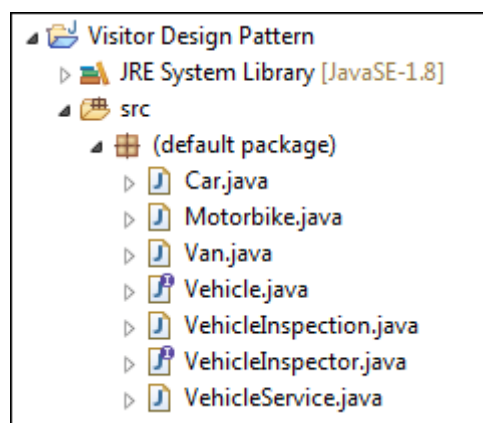 Visitor Design Pattern
JRE System Library [JavaSE-1.8]
src
(default package)
Car.java
Motorbike.java
Van.java
Vehicle.java
VehicleInspection.java
VehicleInspector.java
VehicleService.java